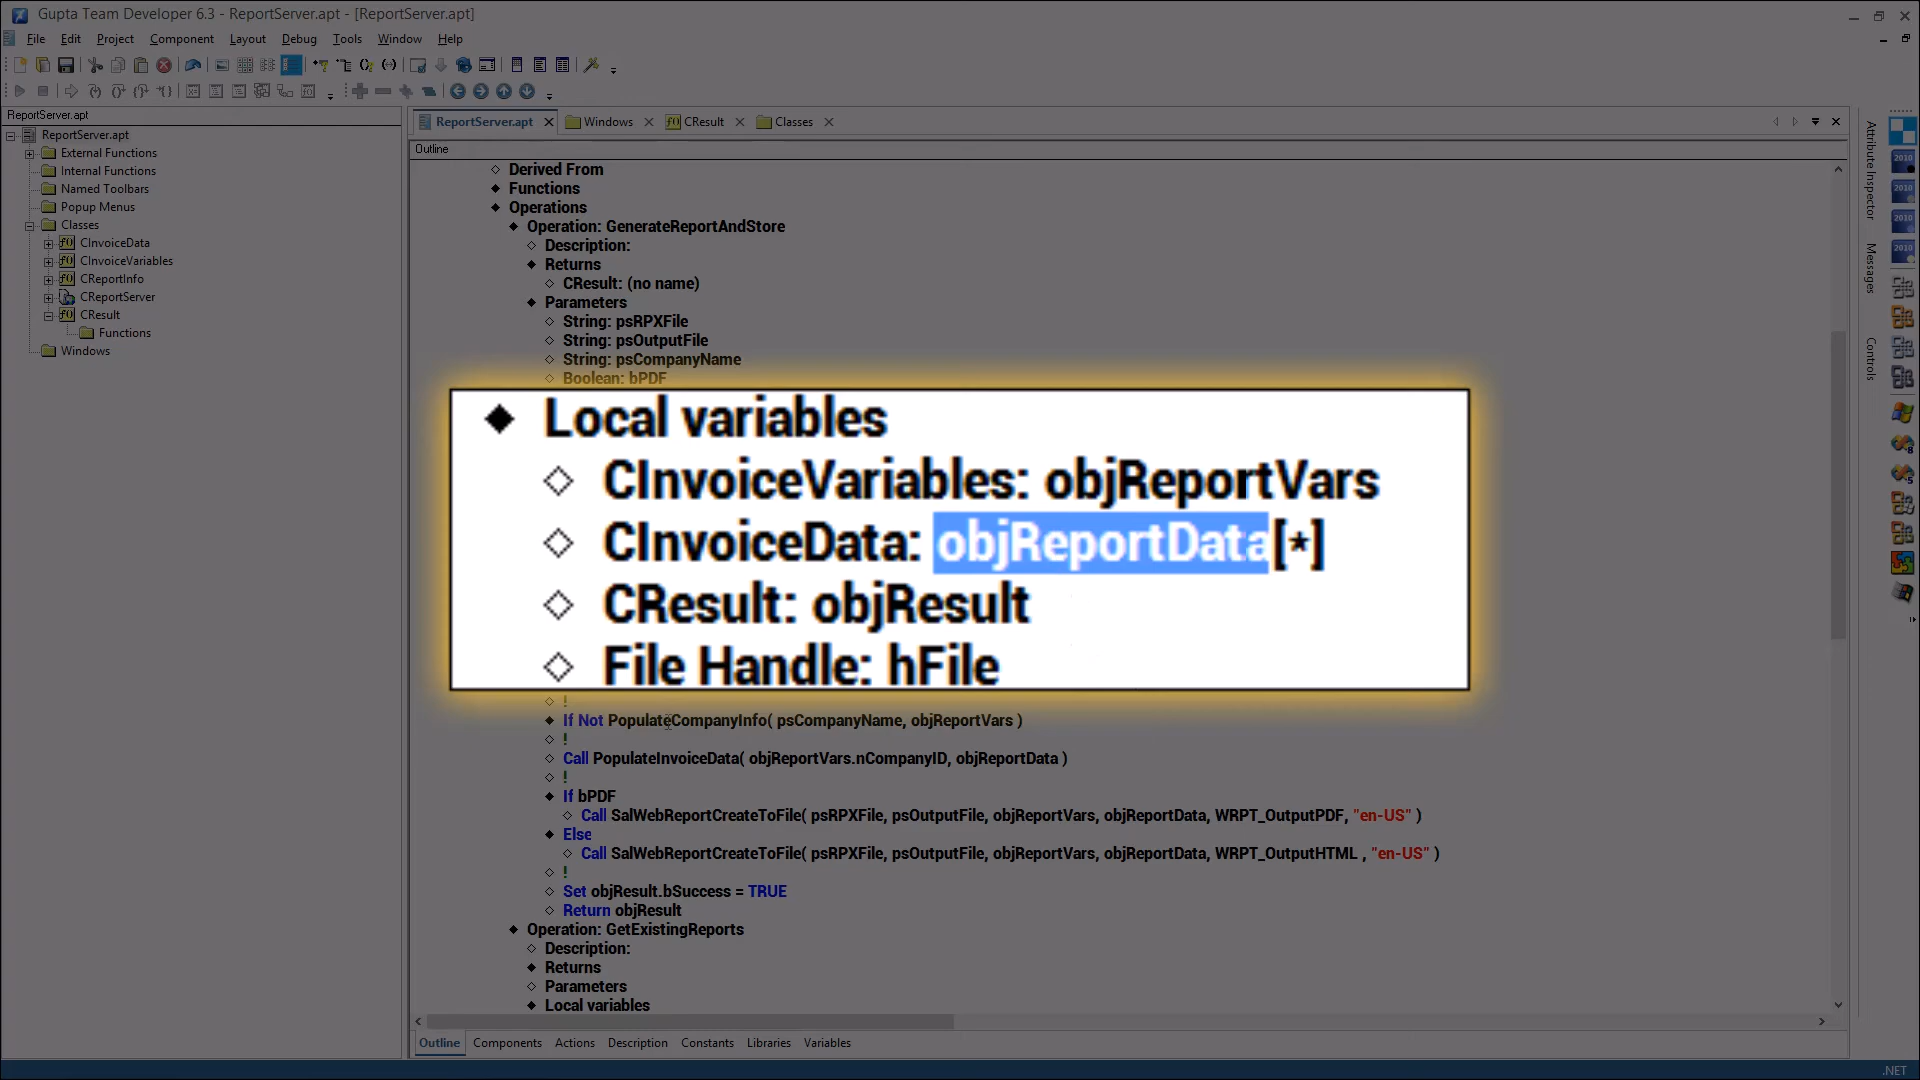 Gupta Team Developer 6.3 - ReportServer.apt - [ReportServer.apt]
File Edit Project Component Layout Outline Debug Tools Window Help
ReportServer.apt
ReportServer.apt
External Functions
Internal Functions
Named Toolbars
Popup Menus
Classes
CInvoiceData
CInvoiceVariables
CReportInfo
CReportServer
CResult
Functions
Windows
ReportServer.apt Windows CResult Classes
Outline
Derived From
Functions
Operations
Operation: GenerateReportAndStore
Description:
Returns
CResult: (no name)
Parameters
String: psRPXFile
String: psOutputFile
String: psCompanyName
Boolean: bPDF
Local variables
CInvoiceVariables: objReportVars
CInvoiceData: objReportData[*]
CResult: objResult
File Handle: hFile
!
If Not PopulateCompanyInfo( psCompanyName, objReportVars )
!
Call PopulateInvoiceData( objReportVars.nCompanyID, objReportData )
!
If bPDF
Call SalWebReportCreateToFile( psRPXFile, psOutputFile, objReportVars, objReportData, WRPT_OutputPDF, "en-US" )
Else
Call SalWebReportCreateToFile( psRPXFile, psOutputFile, objReportVars, objReportData, WRPT_OutputHTML , "en-US" )
!
Set objResult.bSuccess = TRUE
Return objResult
Operation: GetExistingReports
Description:
Returns
Parameters
Local variables
Outline Components Actions Description Constants Libraries Variables
Attribute Inspector
Messages
Controls
2010
2010
2010
2010
.NET